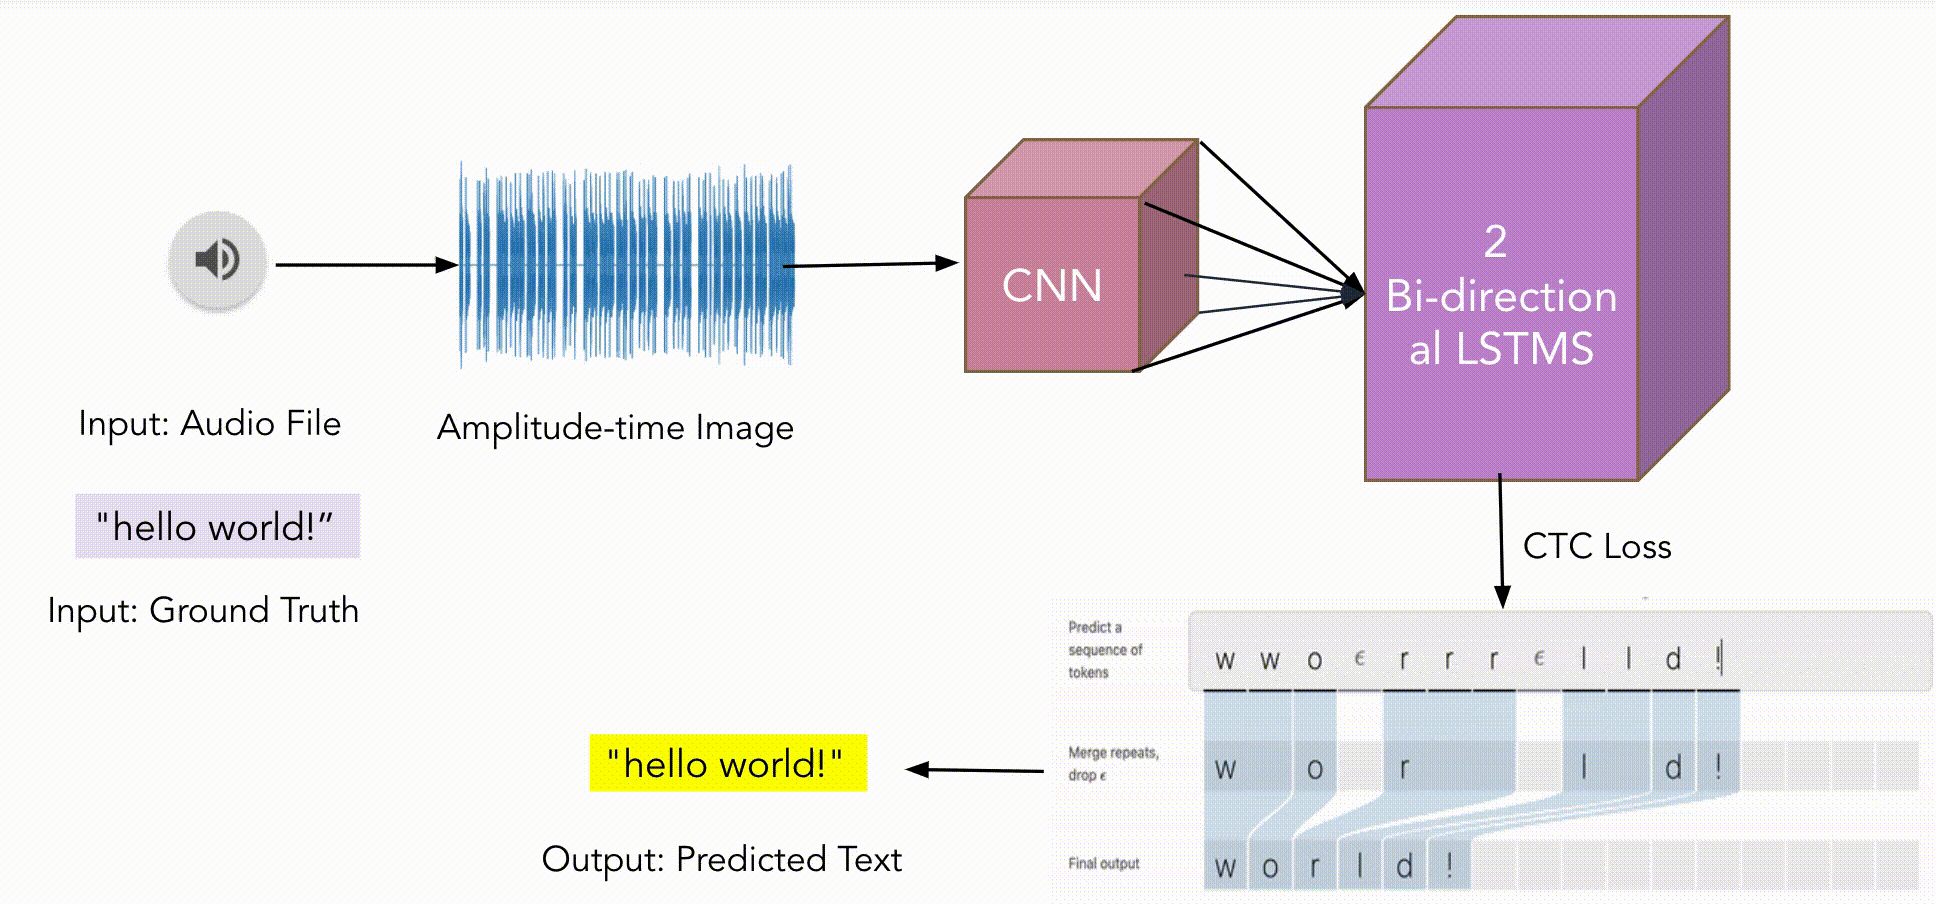 Input: Audio File
"hello world!”
Input: Ground Truth
Amplitude-time Image
CNN
2
Bi-direction
al LSTMS
CTC Loss
Predict a
sequence of
tokens
w w o ϵ r r r ϵ l l d !
Merge repeats,
drop ϵ
w o r l d !
Final output
w o r l d !
"hello world!"
Output: Predicted Text